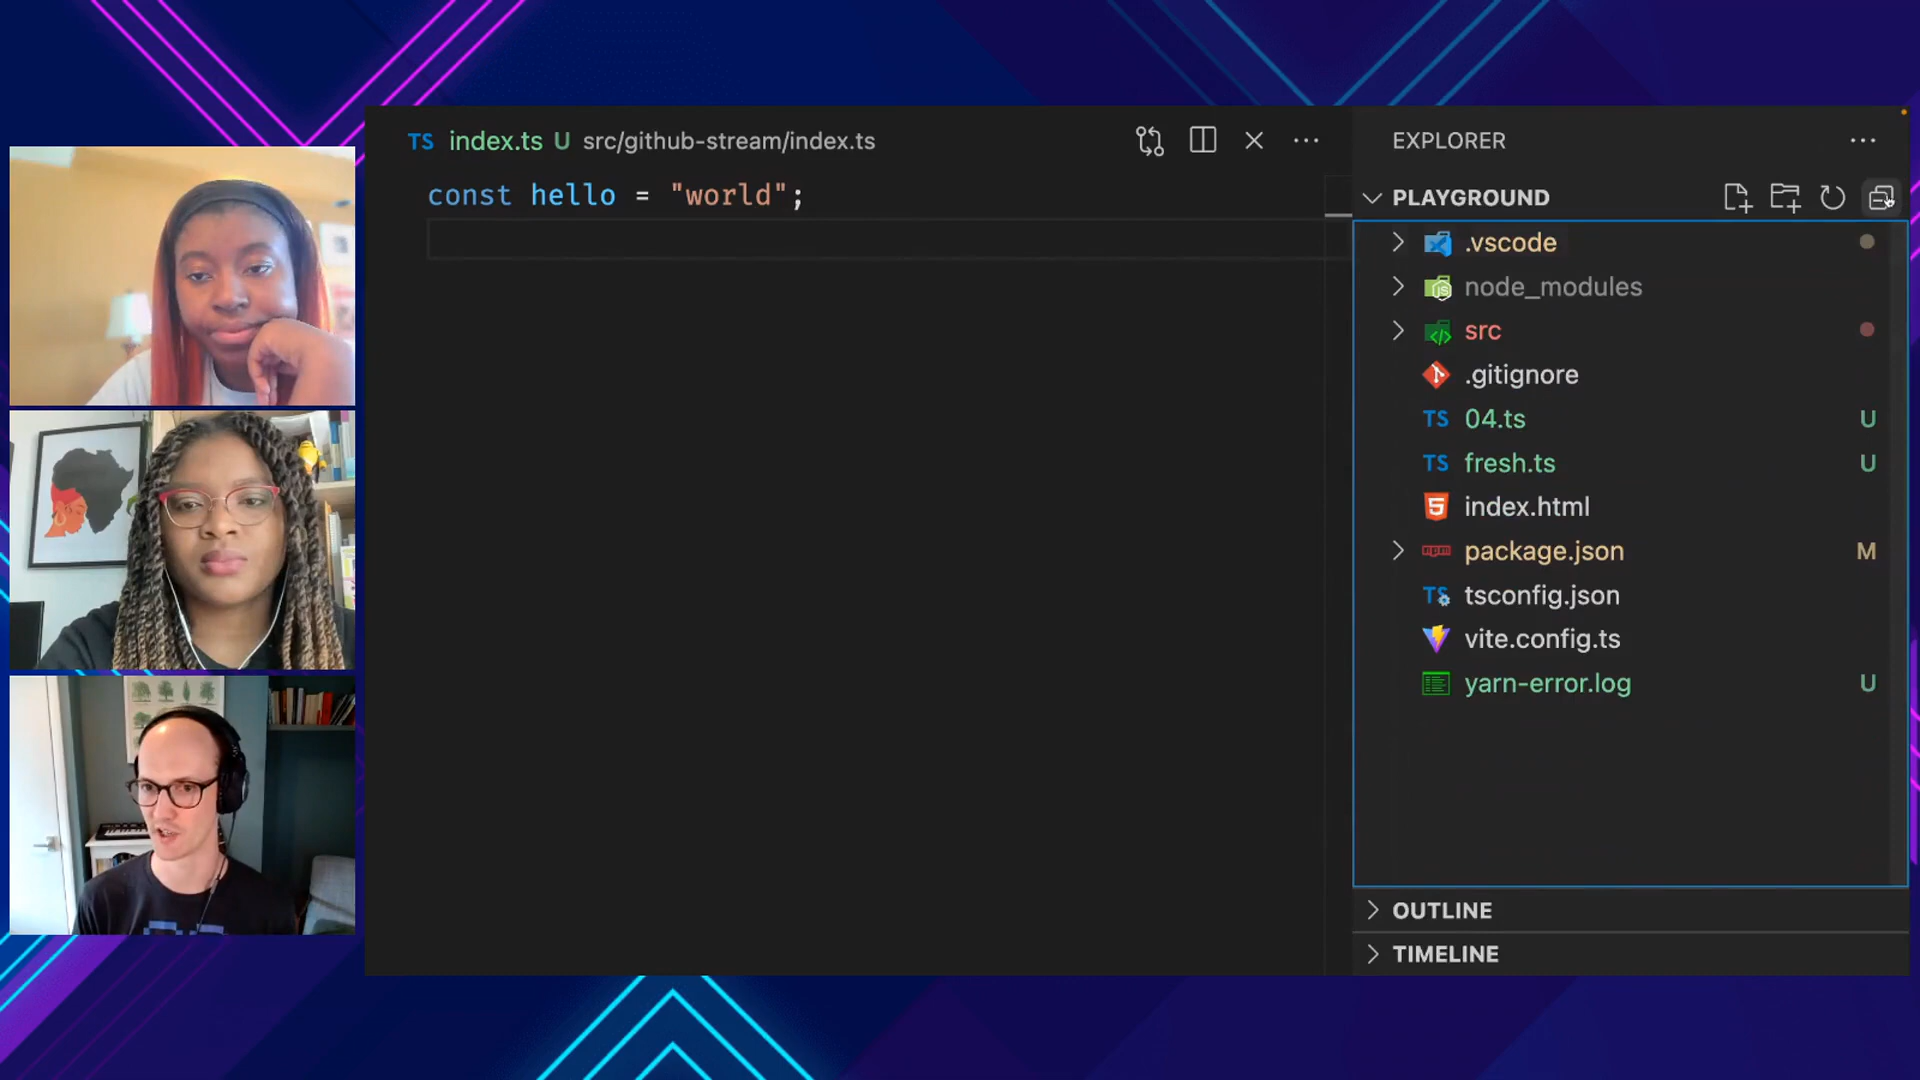 TS index.ts U src/github-stream/index.ts
const hello = "world";
EXPLORER
PLAYGROUND
.vscode
node_modules
src
.gitignore
TS 04.ts U
TS fresh.ts U
index.html
package.json M
TS tsconfig.json
vite.config.ts
yarn-error.log U
OUTLINE
TIMELINE